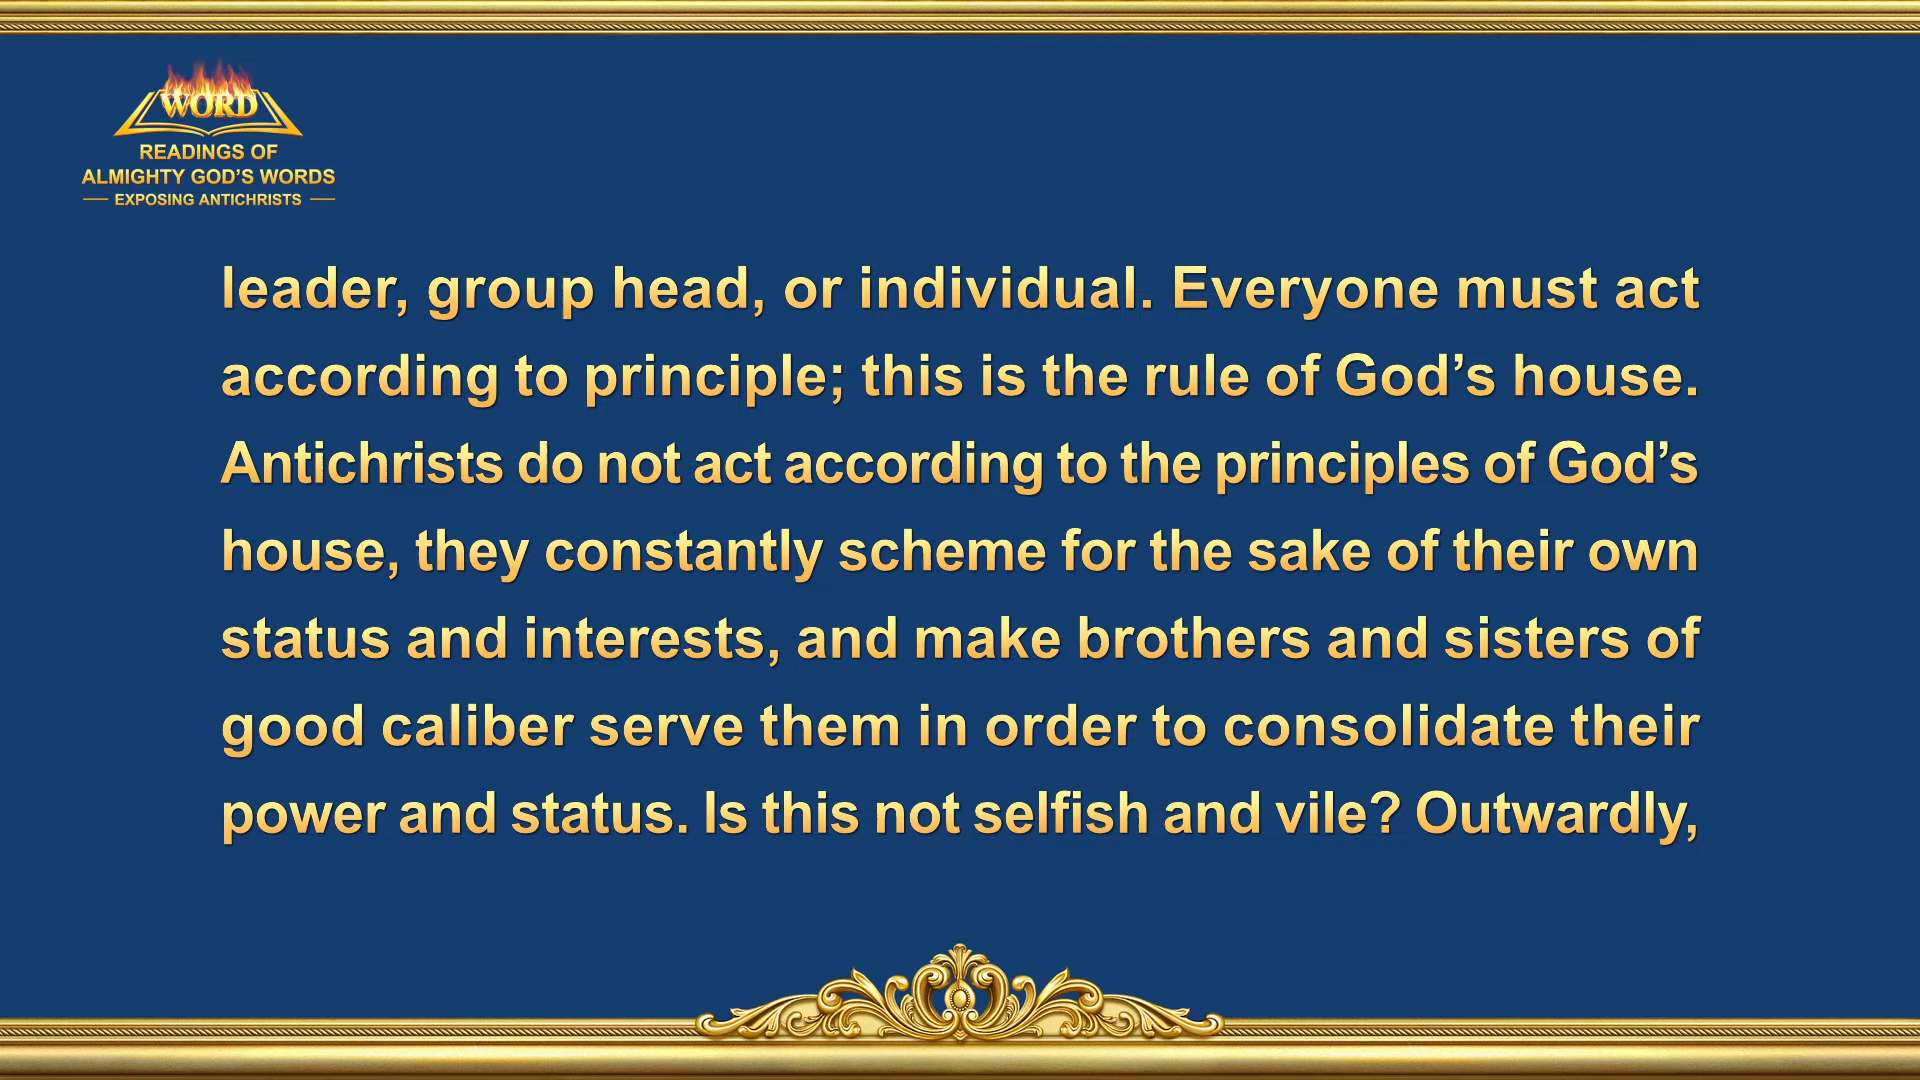 WORD
READINGS OF
ALMIGHTY GOD’S WORDS
EXPOSING ANTICHRISTS
leader, group head, or individual. Everyone must act
according to principle; this is the rule of God’s house.
Antichrists do not act according to the principles of God’s
house, they constantly scheme for the sake of their own
status and interests, and make brothers and sisters of
good caliber serve them in order to consolidate their
power and status. Is this not selfish and vile? Outwardly,